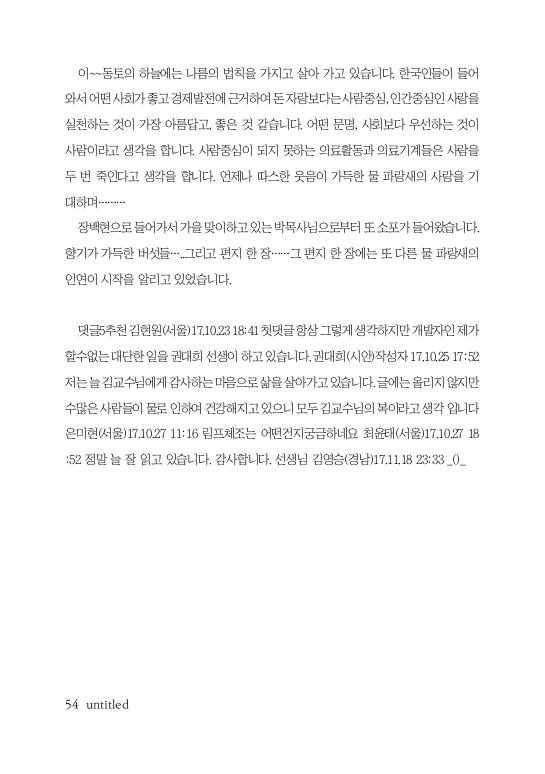 이~~동토의 하늘에는 나름의 법칙을 가지고 살아 가고 있습니다. 한국인들이 들어
와서 어떤 사회가 좋고 경제발전에 근거하여 돈 자랑보다는 사람중심, 인간중심인 사랑을
실천하는 것이 가장 아름답고, 좋은 것 같습니다. 어떤 문명, 사회보다 우선하는 것이
사람이라고 생각을 합니다. 사람중심이 되지 못하는 의료활동과 의료기계들은 사람을
두 번 죽인다고 생각을 합니다. 언제나 따스한 웃음이 가득한 물 파랑새의 사랑을 기
대하며………
장백현으로 들어가서 가을 맞이하고 있는 박목사님으로부터 또 소포가 들어왔습니다.
향기가 가득한 버섯들…..그리고 편지 한 장……그 편지 한 장에는 또 다른 물 파랑새의
인연이 시작을 알리고 있었습니다.
댓글5추천 김현원(서울)17.10.23 18:41 첫댓글 항상 그렇게 생각하지만 개발자인 제가
할수없는 대단한 일을 권대희 선생이 하고 있습니다. 권대희(시안)작성자 17.10.25 17:52
저는 늘 김교수님에게 감사하는 마음으로 삶을 살아가고 있습니다. 글에는 올리지 않지만
수많은 사람들이 물로 인하여 건강해지고 있으니 모두 김교수님의 복이라고 생각 입니다
은미현(서울)17.10.27 11:16 림프체조는 어떤건지궁금하네요 최윤태(서울)17.10.27 18
:52 정말 늘 잘 읽고 있습니다. 감사합니다. 선생님 김영승(경남)17.11.18 23:33 _()_
54 untitled